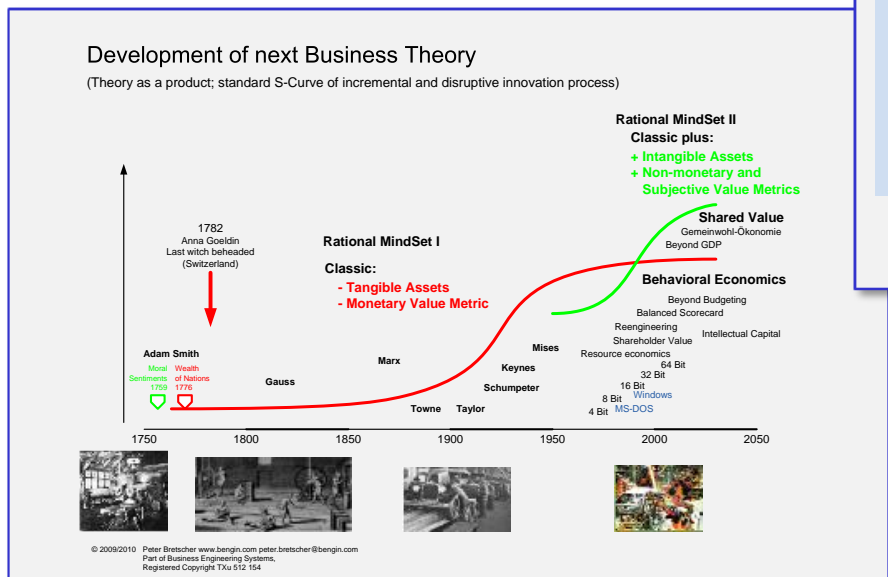 Development of next Business Theory
(Theory as a product; standard S-Curve of incremental and disruptive innovation process)
Rational MindSet II
Classic plus:
+ Intangible Assets
+ Non-monetary and
Subjective Value Metrics
1782
Anna Goeldin
Last witch beheaded
(Switzerland)
Rational MindSet I
Classic:
- Tangible Assets
- Monetary Value Metric
Shared Value
Gemeinwohl-Ökonomie
Beyond GDP
Behavioral Economics
Beyond Budgeting
Balanced Scorecard
Reengineering
Intellectual Capital
Shareholder Value
Resource economics
64 Bit
32 Bit
16 Bit
Windows
8 Bit
MS-DOS
4 Bit
Adam Smith
Moral
Sentiments
1759
Wealth
of Nations
1776
Gauss
Marx
Mises
Keynes
Schumpeter
Towne
Taylor
1750 1800 1850 1900 1950 2000 2050
© 2009/2010 Peter Bretscher www.bengin.com peter.bretscher@bengin.com
Part of Business Engineering Systems,
Registered Copyright TXu 512 154